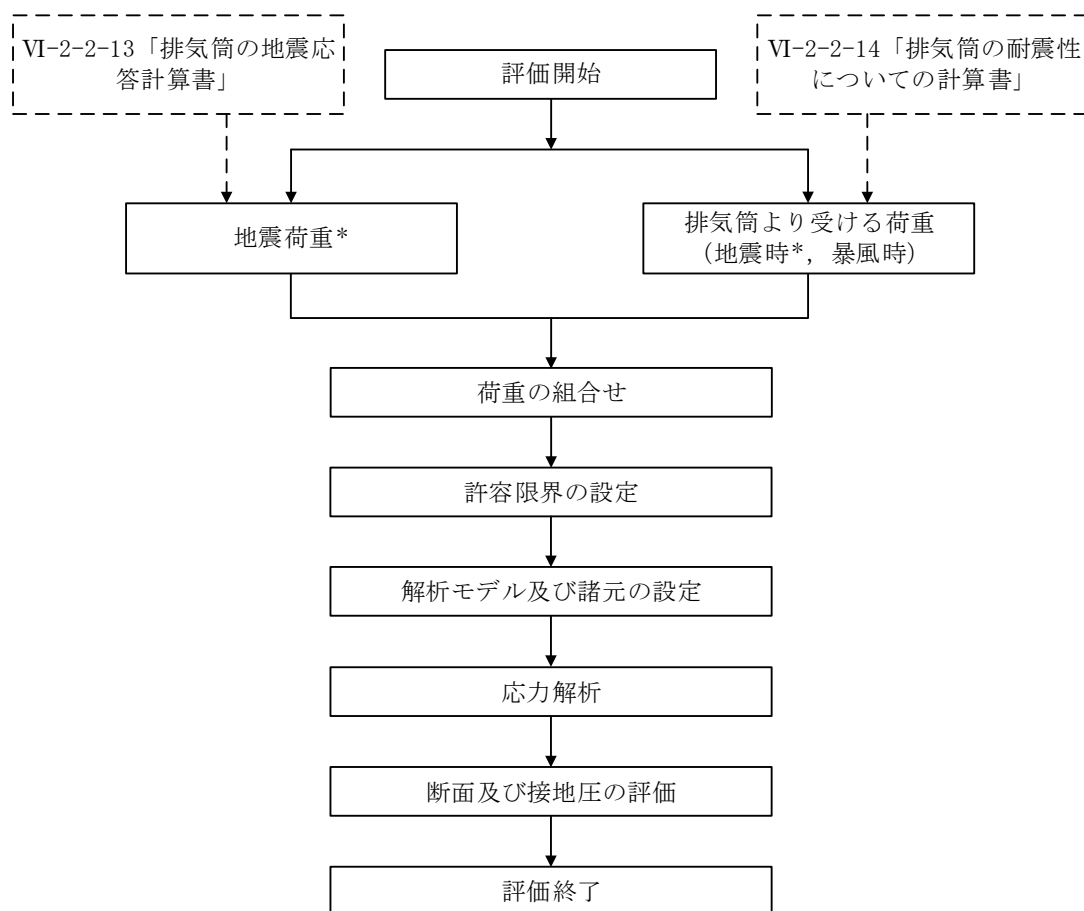 Ⅵ-2-2-13「排気筒の地震応
答計算書」
評価開始
Ⅵ-2-2-14「排気筒の耐震性
についての計算書」
地震荷重*
排気筒より受ける荷重
(地震時*，暴風時)
荷重の組合せ
許容限界の設定
解析モデル及び諸元の設定
応力解析
断面及び接地圧の評価
評価終了